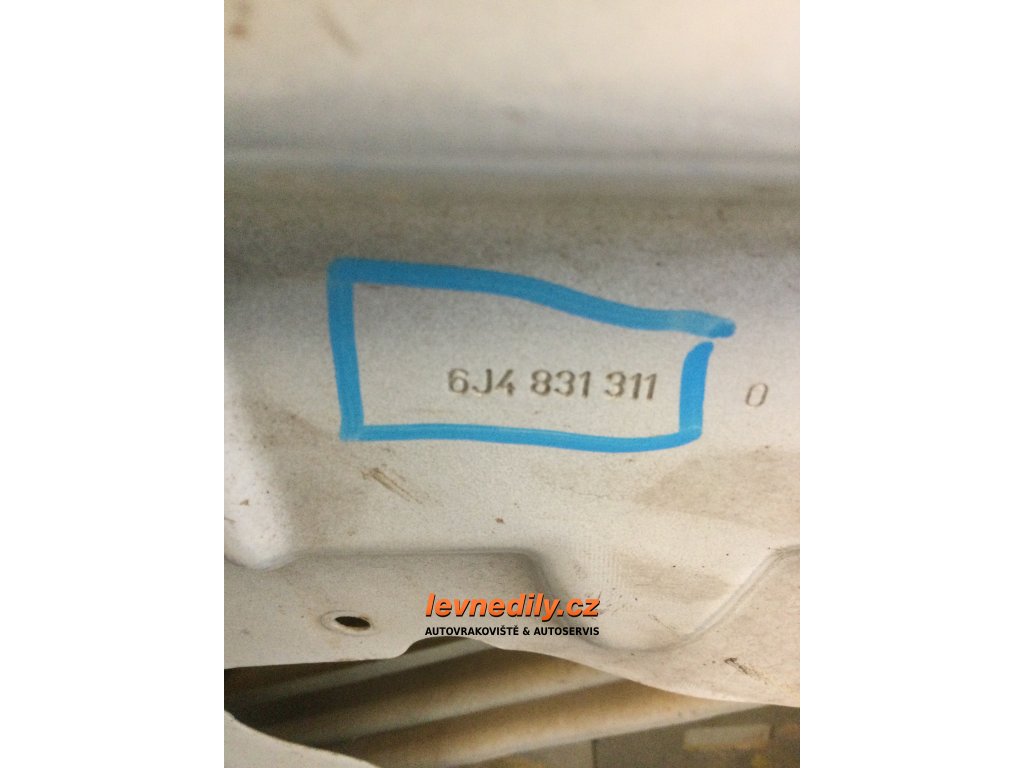 6J4 831 311 0
levnedily.cz
AUTOVRAKOVIŠTĚ & AUTOSERVIS